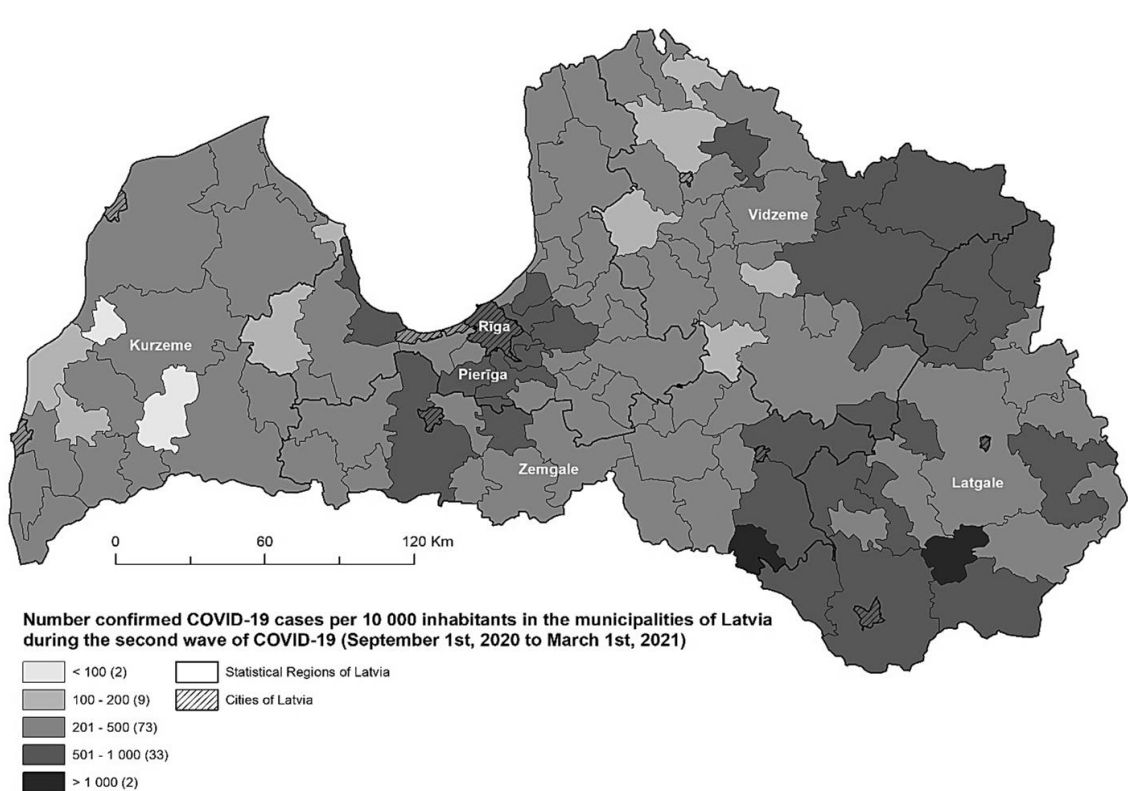 Vidzeme
Rīga
Kurzeme
Pierīga
Zemgale
Latgale
0 60 120 Km
Number confirmed COVID-19 cases per 10 000 inhabitants in the municipalities of Latvia
during the second wave of COVID-19 (September 1st, 2020 to March 1st, 2021)
< 100 (2)
Statistical Regions of Latvia
100 - 200 (9)
Cities of Latvia
201 - 500 (73)
501 - 1 000 (33)
> 1 000 (2)